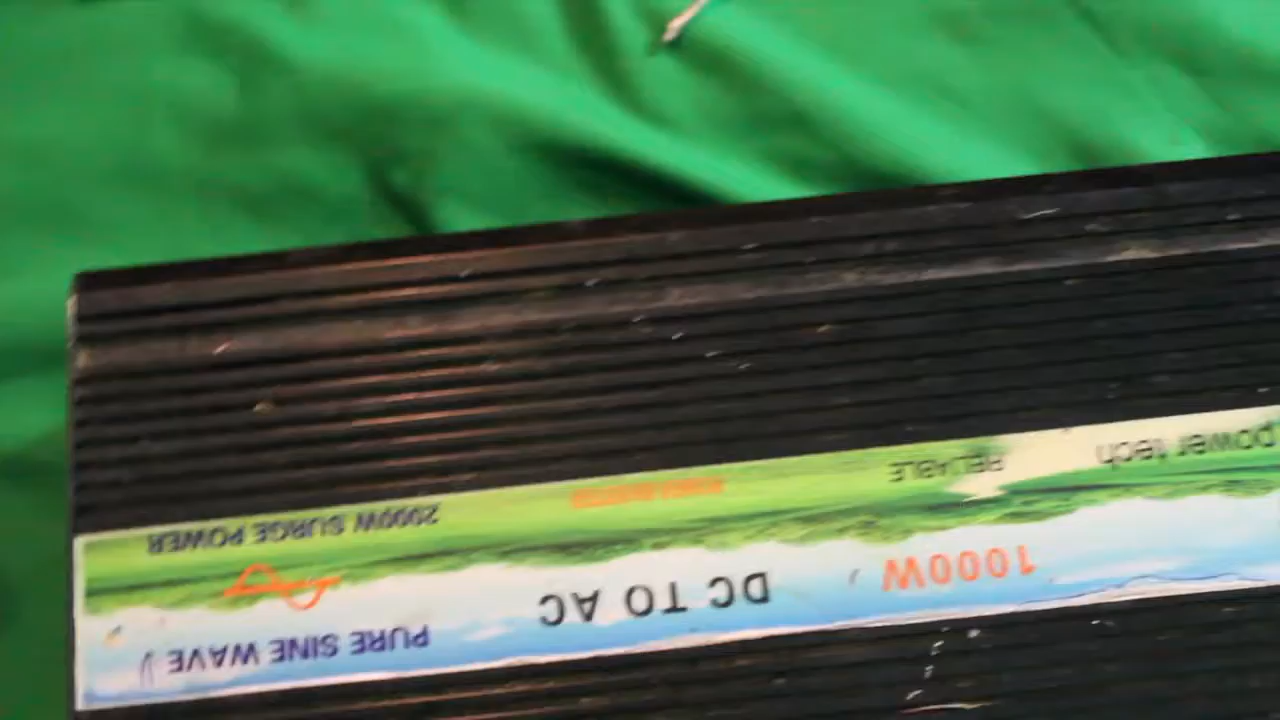 PURE SINE WAVE
1000W DC TO AC
power tech RELIABLE
2000W SURGE POWER